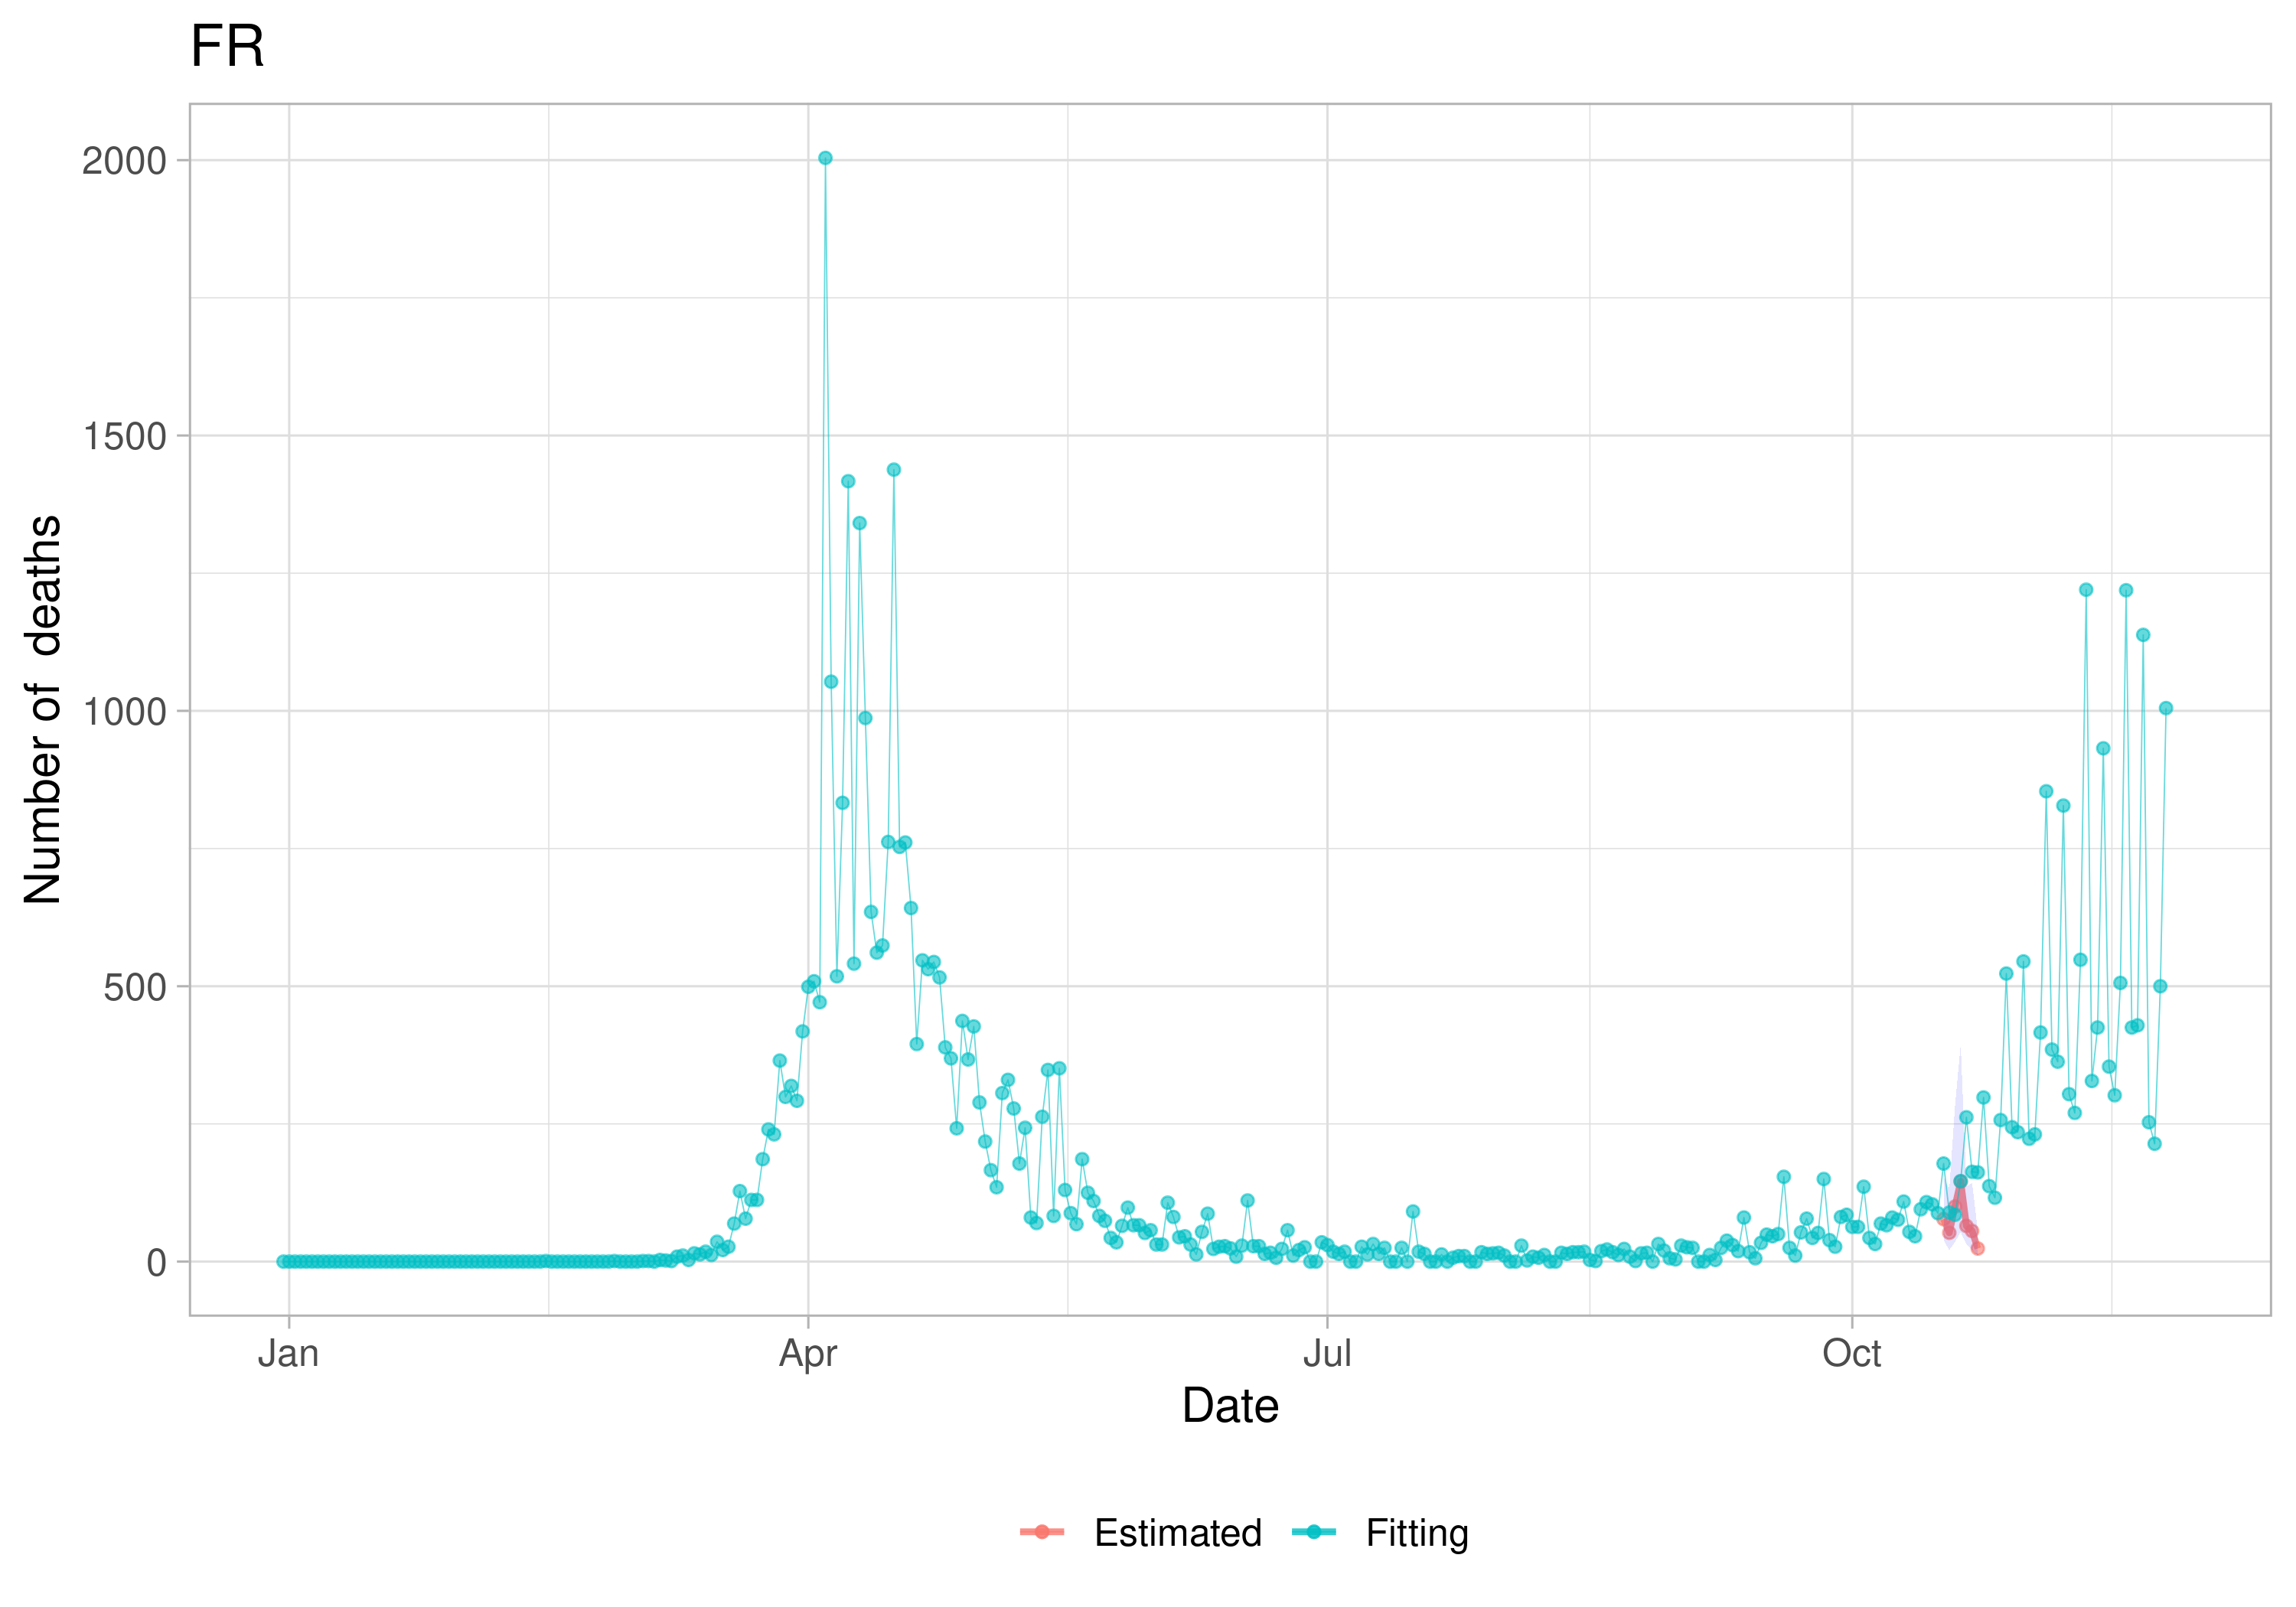 FR
2000
1500
1000
500
0
Number of  deaths
Jan Apr Jul Oct
Date
Estimated Fitting